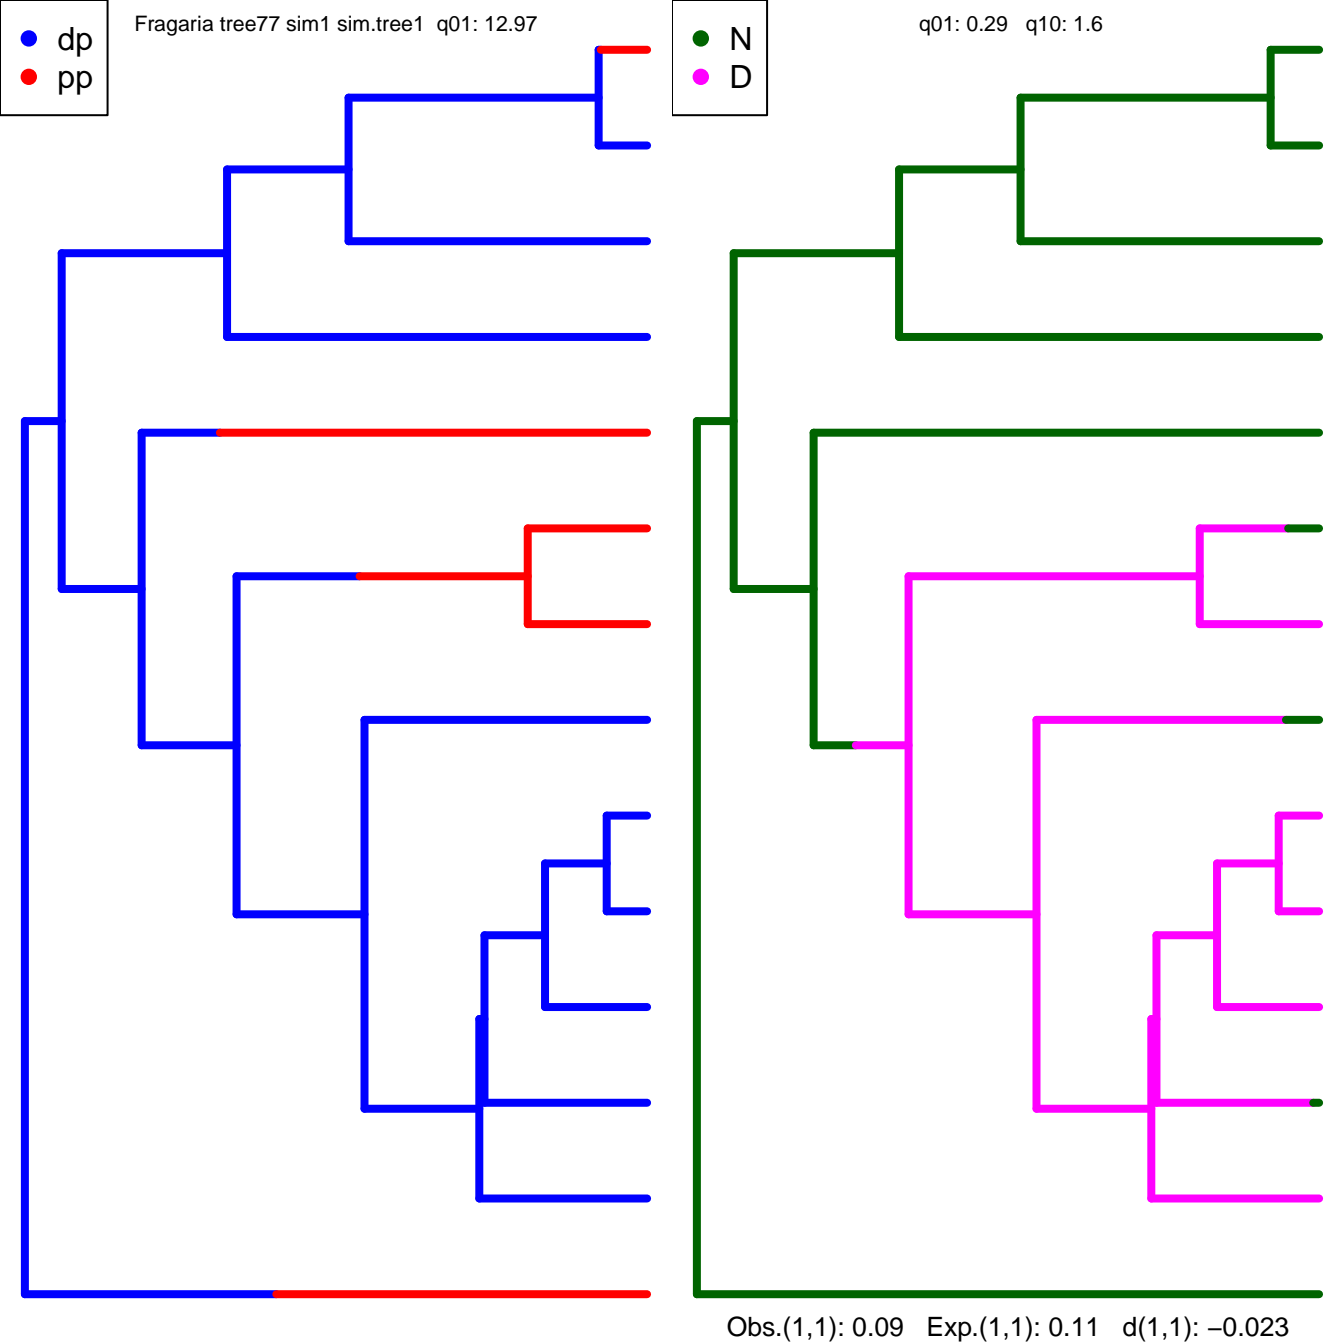 Fragaria tree77 sim1 sim.tree1 q01: 12.97
dp
pp
q01: 0.29 q10: 1.6
N
D
Obs.(1,1): 0.09 Exp.(1,1): 0.11 d(1,1): −0.023